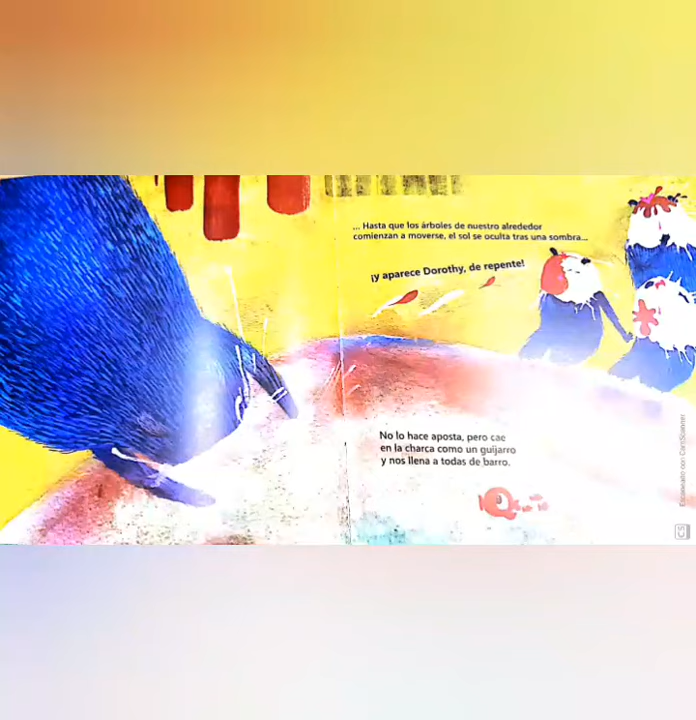 ... Hasta que los árboles de nuestro alrededor
comienzan a moverse, el sol se oculta tras una sombra...
¡y aparece Dorothy, de repente!
No lo hace aposta, pero cae
en la charca como un guijarro
y nos llena a todas de barro.
Escaneado con CamScanner
CS